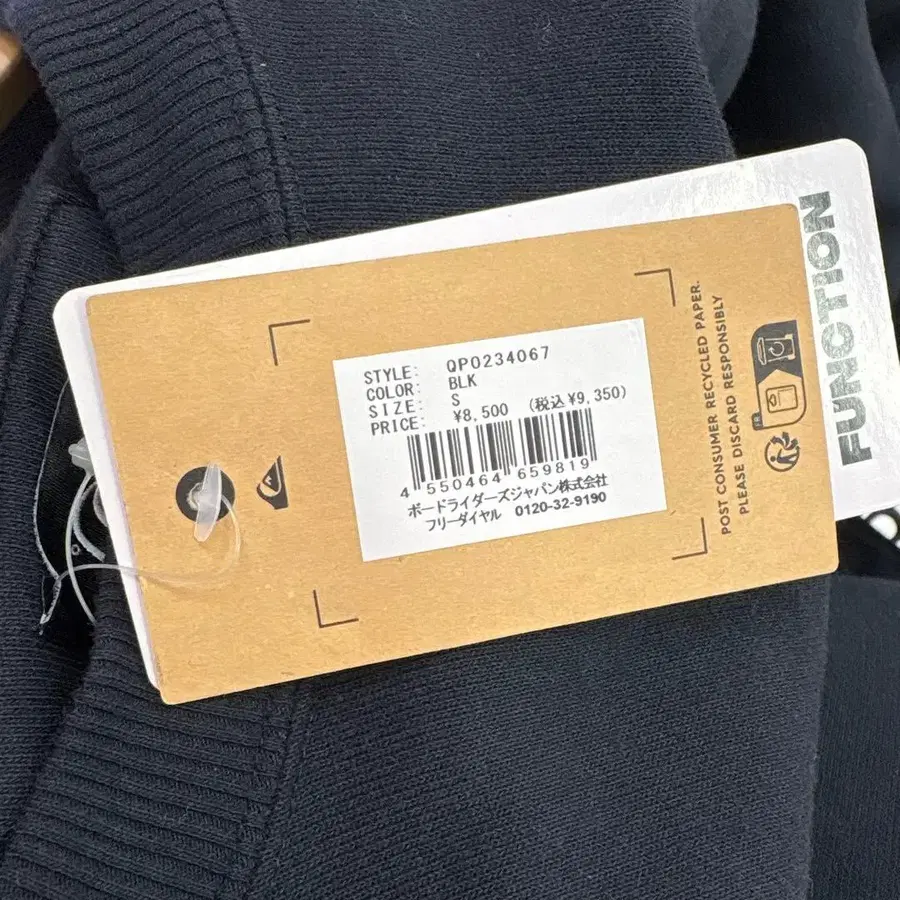 STYLE: QP0234067
COLOR: BLK
SIZE: S
PRICE: ¥8,500 (税込¥9,350)
4 550464 659819
ボードライダーズジャパン株式会社
フリーダイヤル 0120-32-9190
POST CONSUMER RECYCLED PAPER.
PLEASE DISCARD RESPONSIBLY
FR
FUNCTION